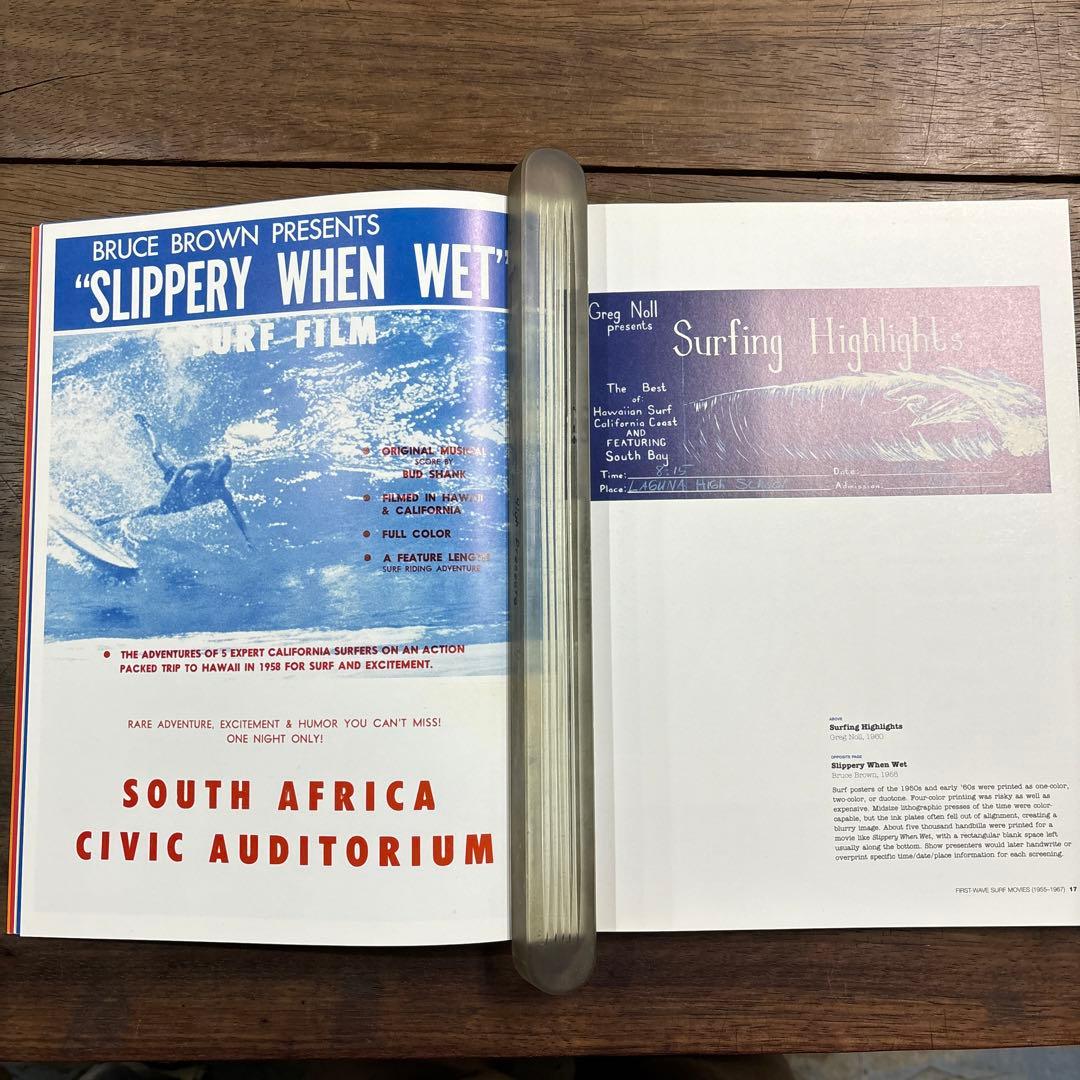 BRUCE BROWN PRESENTS
“SLIPPERY WHEN WET”
SURF FILM
ORIGINAL MUSICAL
SCORE BY
BUD SHANK
FILMED IN HAWAII
& CALIFORNIA
FULL COLOR
A FEATURE LENGTH
SURF RIDING ADVENTURE
THE ADVENTURES OF 5 EXPERT CALIFORNIA SURFERS ON AN ACTION
PACKED TRIP TO HAWAII IN 1958 FOR SURF AND EXCITEMENT.
RARE ADVENTURE, EXCITEMENT & HUMOR YOU CAN'T MISS!
ONE NIGHT ONLY!
SOUTH AFRICA
CIVIC AUDITORIUM
Greg Noll
presents
Surfing Highlights
The Best
of:
Hawaiian Surf
California Coast
AND
FEATURING
South Bay
Time: 8:15 Date
Place: LAGUNA HIGH SCHOOL Admission:
ABOVE
Surfing Highlights
Greg Noll, 1960
OPPOSITE PAGE
Slippery When Wet
Bruce Brown, 1958
Surf posters of the 1950s and early '60s were printed as one-color,
two-color, or duotone. Four-color printing was risky as well as
expensive. Midsize lithographic presses of the time were color-
capable, but the ink plates often fell out of alignment, creating a
blurry image. About five thousand handbills were printed for a
movie like Slippery When Wet, with a rectangular blank space left
usually along the bottom. Show presenters would later handwrite or
overprint specific time/date/place information for each screening.
FIRST-WAVE SURF MOVIES (1955–1967) 17